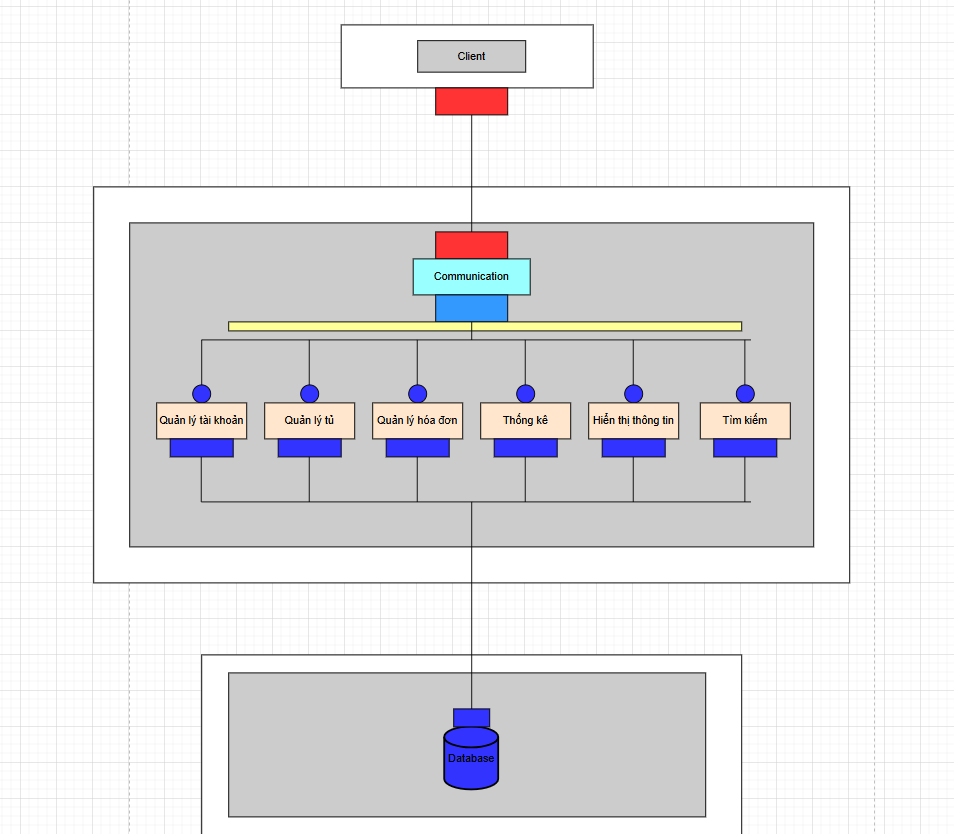 Client
Communication
Quản lý tài khoản
Quản lý tủ
Quản lý hóa đơn
Thống kê
Hiển thị thông tin
Tìm kiếm
Database